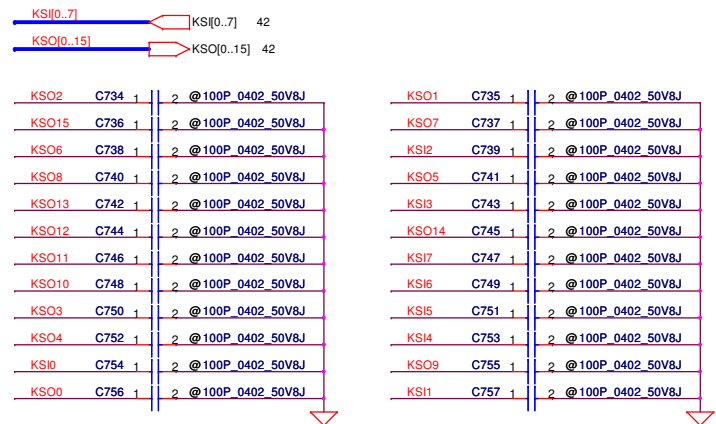 KSI[0..7] KSI[0..7] 42
KSO[0..15] KSO[0..15] 42
KSO2 C734 1 2 @100P_0402_50V8J KSO1 C735 1 2 @100P_0402_50V8J
KSO15 C736 1 2 @100P_0402_50V8J KSO7 C737 1 2 @100P_0402_50V8J
KSO6 C738 1 2 @100P_0402_50V8J KSI2 C739 1 2 @100P_0402_50V8J
KSO8 C740 1 2 @100P_0402_50V8J KSO5 C741 1 2 @100P_0402_50V8J
KSO13 C742 1 2 @100P_0402_50V8J KSI3 C743 1 2 @100P_0402_50V8J
KSO12 C744 1 2 @100P_0402_50V8J KSO14 C745 1 2 @100P_0402_50V8J
KSO11 C746 1 2 @100P_0402_50V8J KSI7 C747 1 2 @100P_0402_50V8J
KSO10 C748 1 2 @100P_0402_50V8J KSI6 C749 1 2 @100P_0402_50V8J
KSO3 C750 1 2 @100P_0402_50V8J KSI5 C751 1 2 @100P_0402_50V8J
KSO4 C752 1 2 @100P_0402_50V8J KSI4 C753 1 2 @100P_0402_50V8J
KSI0 C754 1 2 @100P_0402_50V8J KSO9 C755 1 2 @100P_0402_50V8J
KSO0 C756 1 2 @100P_0402_50V8J KSI1 C757 1 2 @100P_0402_50V8J